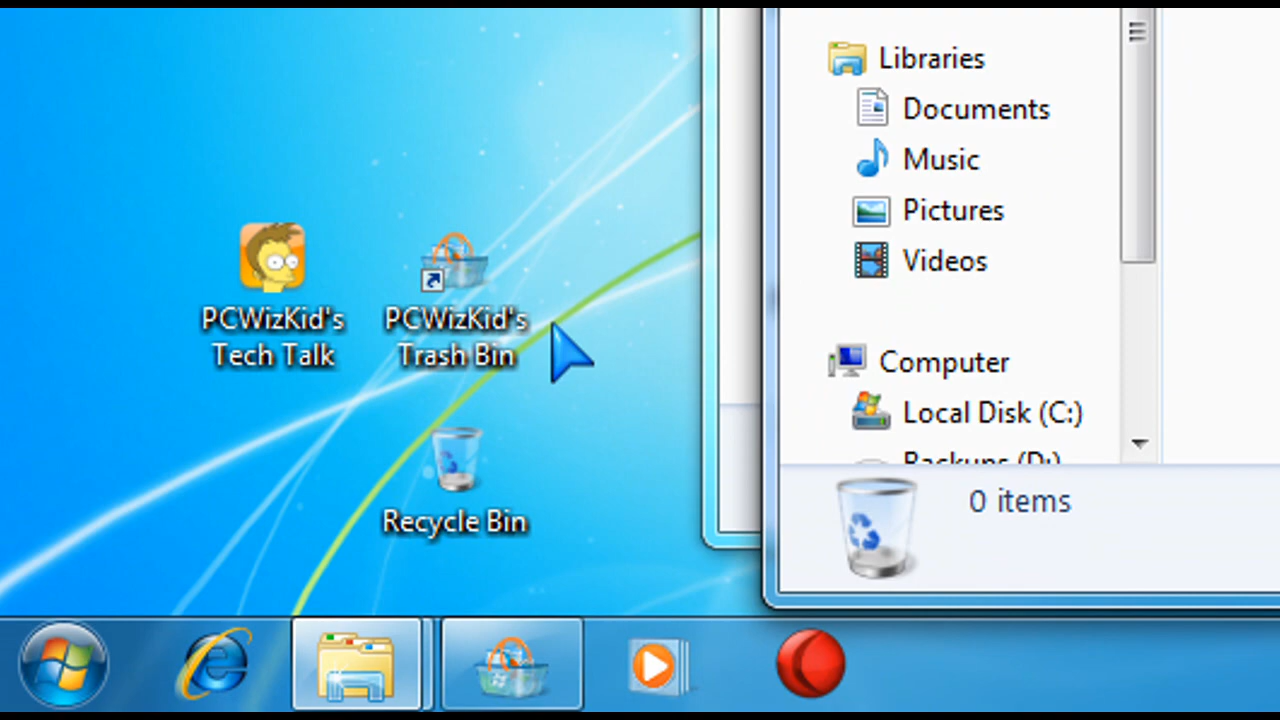 Libraries
Documents
Music
Pictures
Videos
Computer
Local Disk (C:)
Backups (D:)
0 items
PCWizKid's
Tech Talk
PCWizKid's
Trash Bin
Recycle Bin